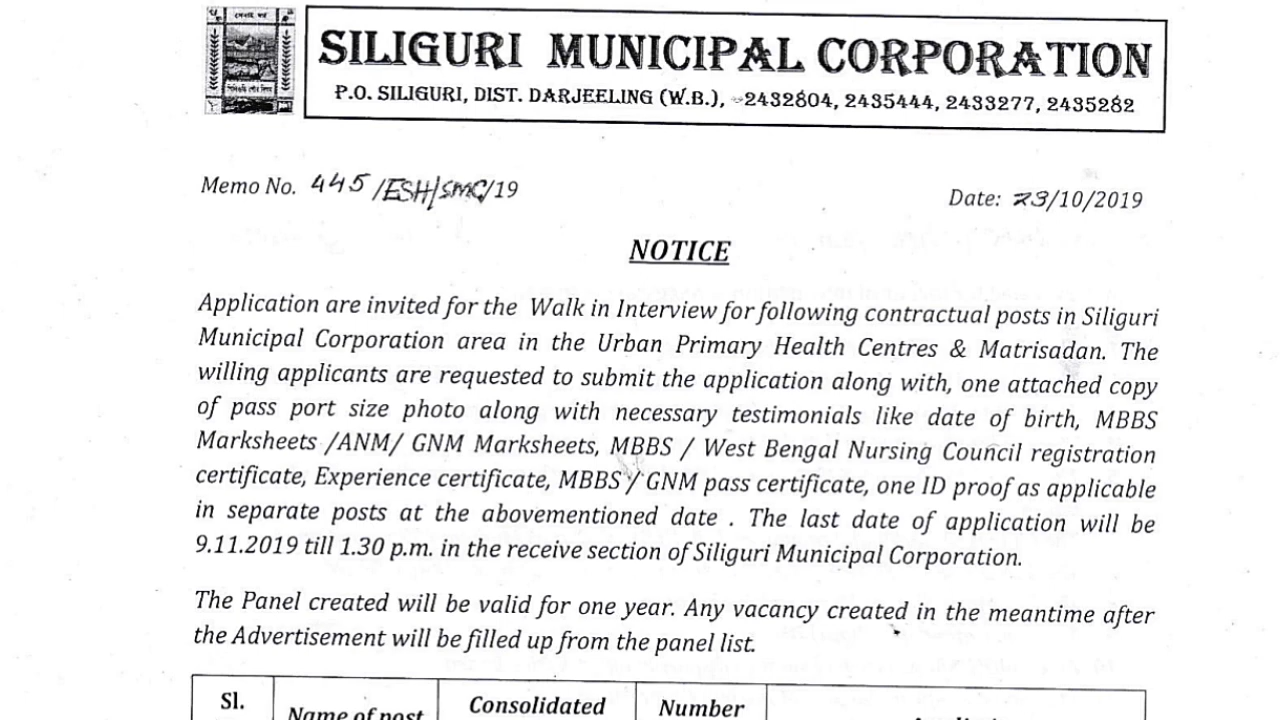 SILIGURI MUNICIPAL CORPORATION
P.O. SILIGURI, DIST. DARJEELING (W.B.), 2432804, 2435444, 2433277, 2435282
Memo No. 445/ESH/SMC/19
Date: 23/10/2019
NOTICE
Application are invited for the Walk in Interview for following contractual posts in Siliguri
Municipal Corporation area in the Urban Primary Health Centres & Matrisadan. The
willing applicants are requested to submit the application along with, one attached copy
of pass port size photo along with necessary testimonials like date of birth, MBBS
Marksheets /ANM/ GNM Marksheets, MBBS / West Bengal Nursing Council registration
certificate, Experience certificate, MBBS / GNM pass certificate, one ID proof as applicable
in separate posts at the abovementioned date . The last date of application will be
9.11.2019 till 1.30 p.m. in the receive section of Siliguri Municipal Corporation.
The Panel created will be valid for one year. Any vacancy created in the meantime after
the Advertisement will be filled up from the panel list.
Sl.
Name of post
Consolidated
Number